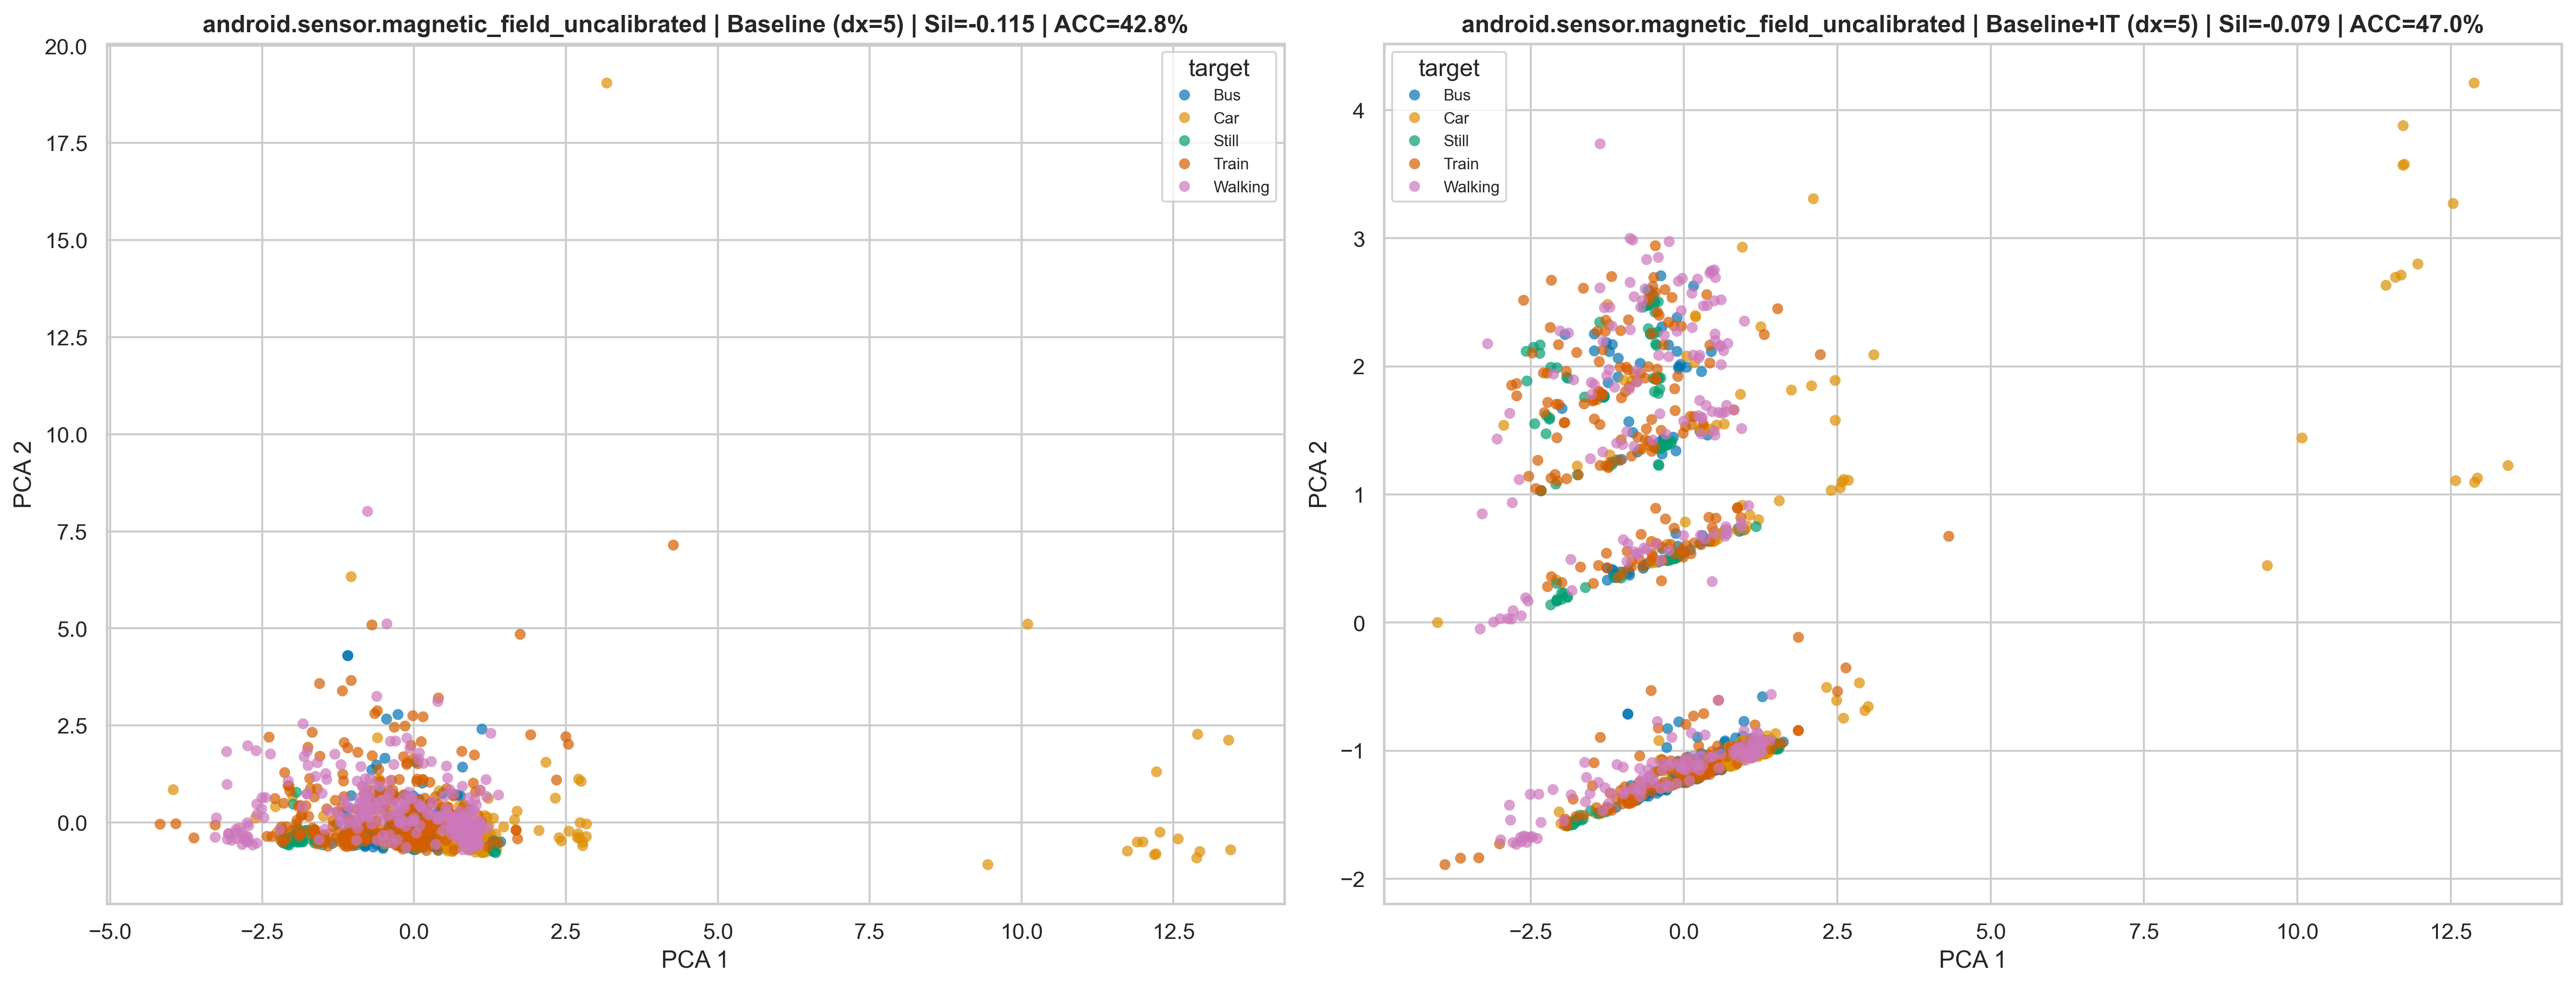 android.sensor.magnetic_field_uncalibrated | Baseline (dx=5) | Sil=-0.115 | ACC=42.8%
20.0
17.5
15.0
12.5
10.0
7.5
5.0
2.5
0.0
PCA 2
target
Bus
Car
Still
Train
Walking
−5.0
−2.5
0.0
2.5
5.0
7.5
10.0
12.5
PCA 1
android.sensor.magnetic_field_uncalibrated | Baseline+IT (dx=5) | Sil=-0.079 | ACC=47.0%
target
Bus
Car
Still
Train
Walking
4
3
2
1
0
−1
−2
PCA 2
−2.5
0.0
2.5
5.0
7.5
10.0
12.5
PCA 1